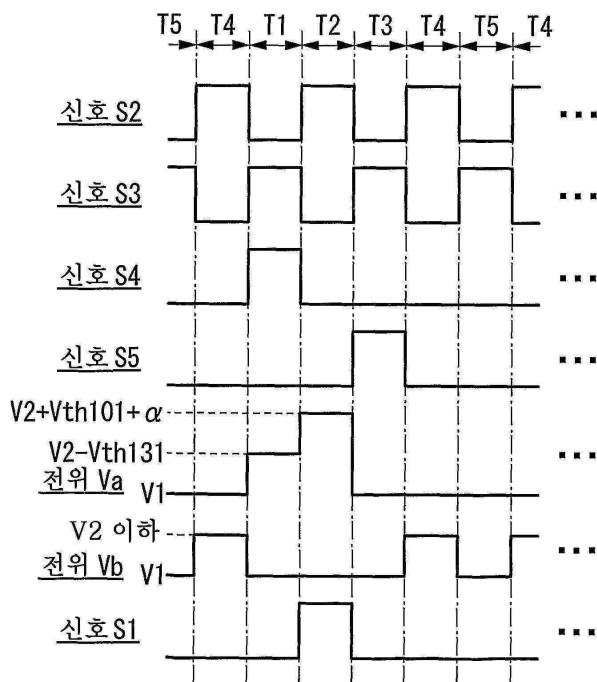 T5 T4 T1 T2 T3 T4 T5 T4
신호 S2
신호 S3
신호 S4
신호 S5
V2+Vth101+α
V2−Vth131
전위 Va V1
V2 이하
전위 Vb V1
신호 S1